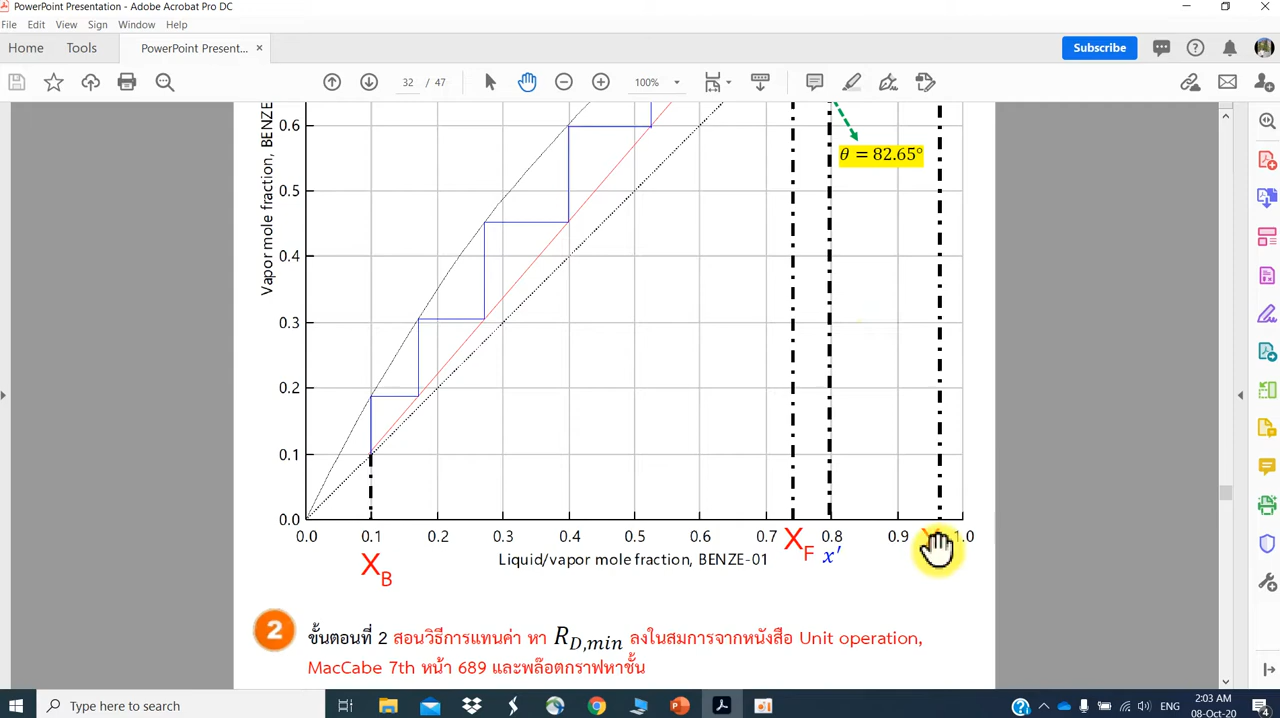 PowerPoint Presentation - Adobe Acrobat Pro DC
File Edit View Sign Window Help
Home Tools PowerPoint Present... × Subscribe
32 / 47 100%
Vapor mole fraction, BENZE
0.6
0.5
0.4
0.3
0.2
0.1
0.0
θ = 82.65°
0.0 0.1 0.2 0.3 0.4 0.5 0.6 0.7 0.8 0.9 1.0
XB Liquid/vapor mole fraction, BENZE-01 XF x'
2 ขั้นตอนที่ 2 สอนวิธีการแทนค่า หา RD,min ลงในสมการจากหนังสือ Unit operation,
MacCabe 7th หน้า 689 และพล๊อตกราฟหาชั้น
Type here to search
ENG
2:03 AM
08-Oct-20
4